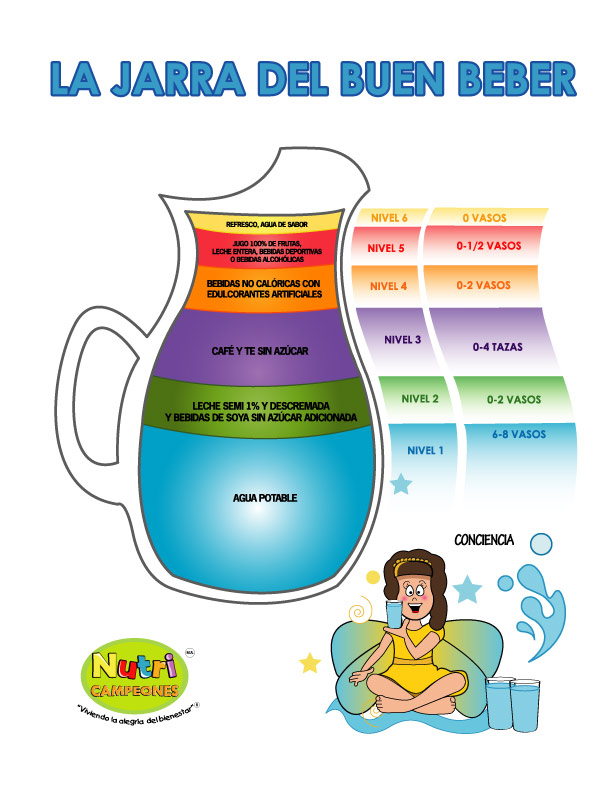 LA JARRA DEL BUEN BEBER
REFRESCO, AGUA DE SABOR
NIVEL 6
0 VASOS
JUGO 100% DE FRUTAS,
LECHE ENTERA, BEBIDAS DEPORTIVAS
O BEBIDAS ALCOHÓLICAS
NIVEL 5
0-1/2 VASOS
BEBIDAS NO CALÓRICAS CON
EDULCORANTES ARTIFICIALES
NIVEL 4
0-2 VASOS
CAFÉ Y TE SIN AZÚCAR
NIVEL 3
0-4 TAZAS
LECHE SEMI 1% Y DESCREMADA
Y BEBIDAS DE SOYA SIN AZÚCAR ADICIONADA
NIVEL 2
0-2 VASOS
AGUA POTABLE
NIVEL 1
6-8 VASOS
CONCIENCIA
Nutri
CAMPEONES
"Viviendo la alegría del bienestar"